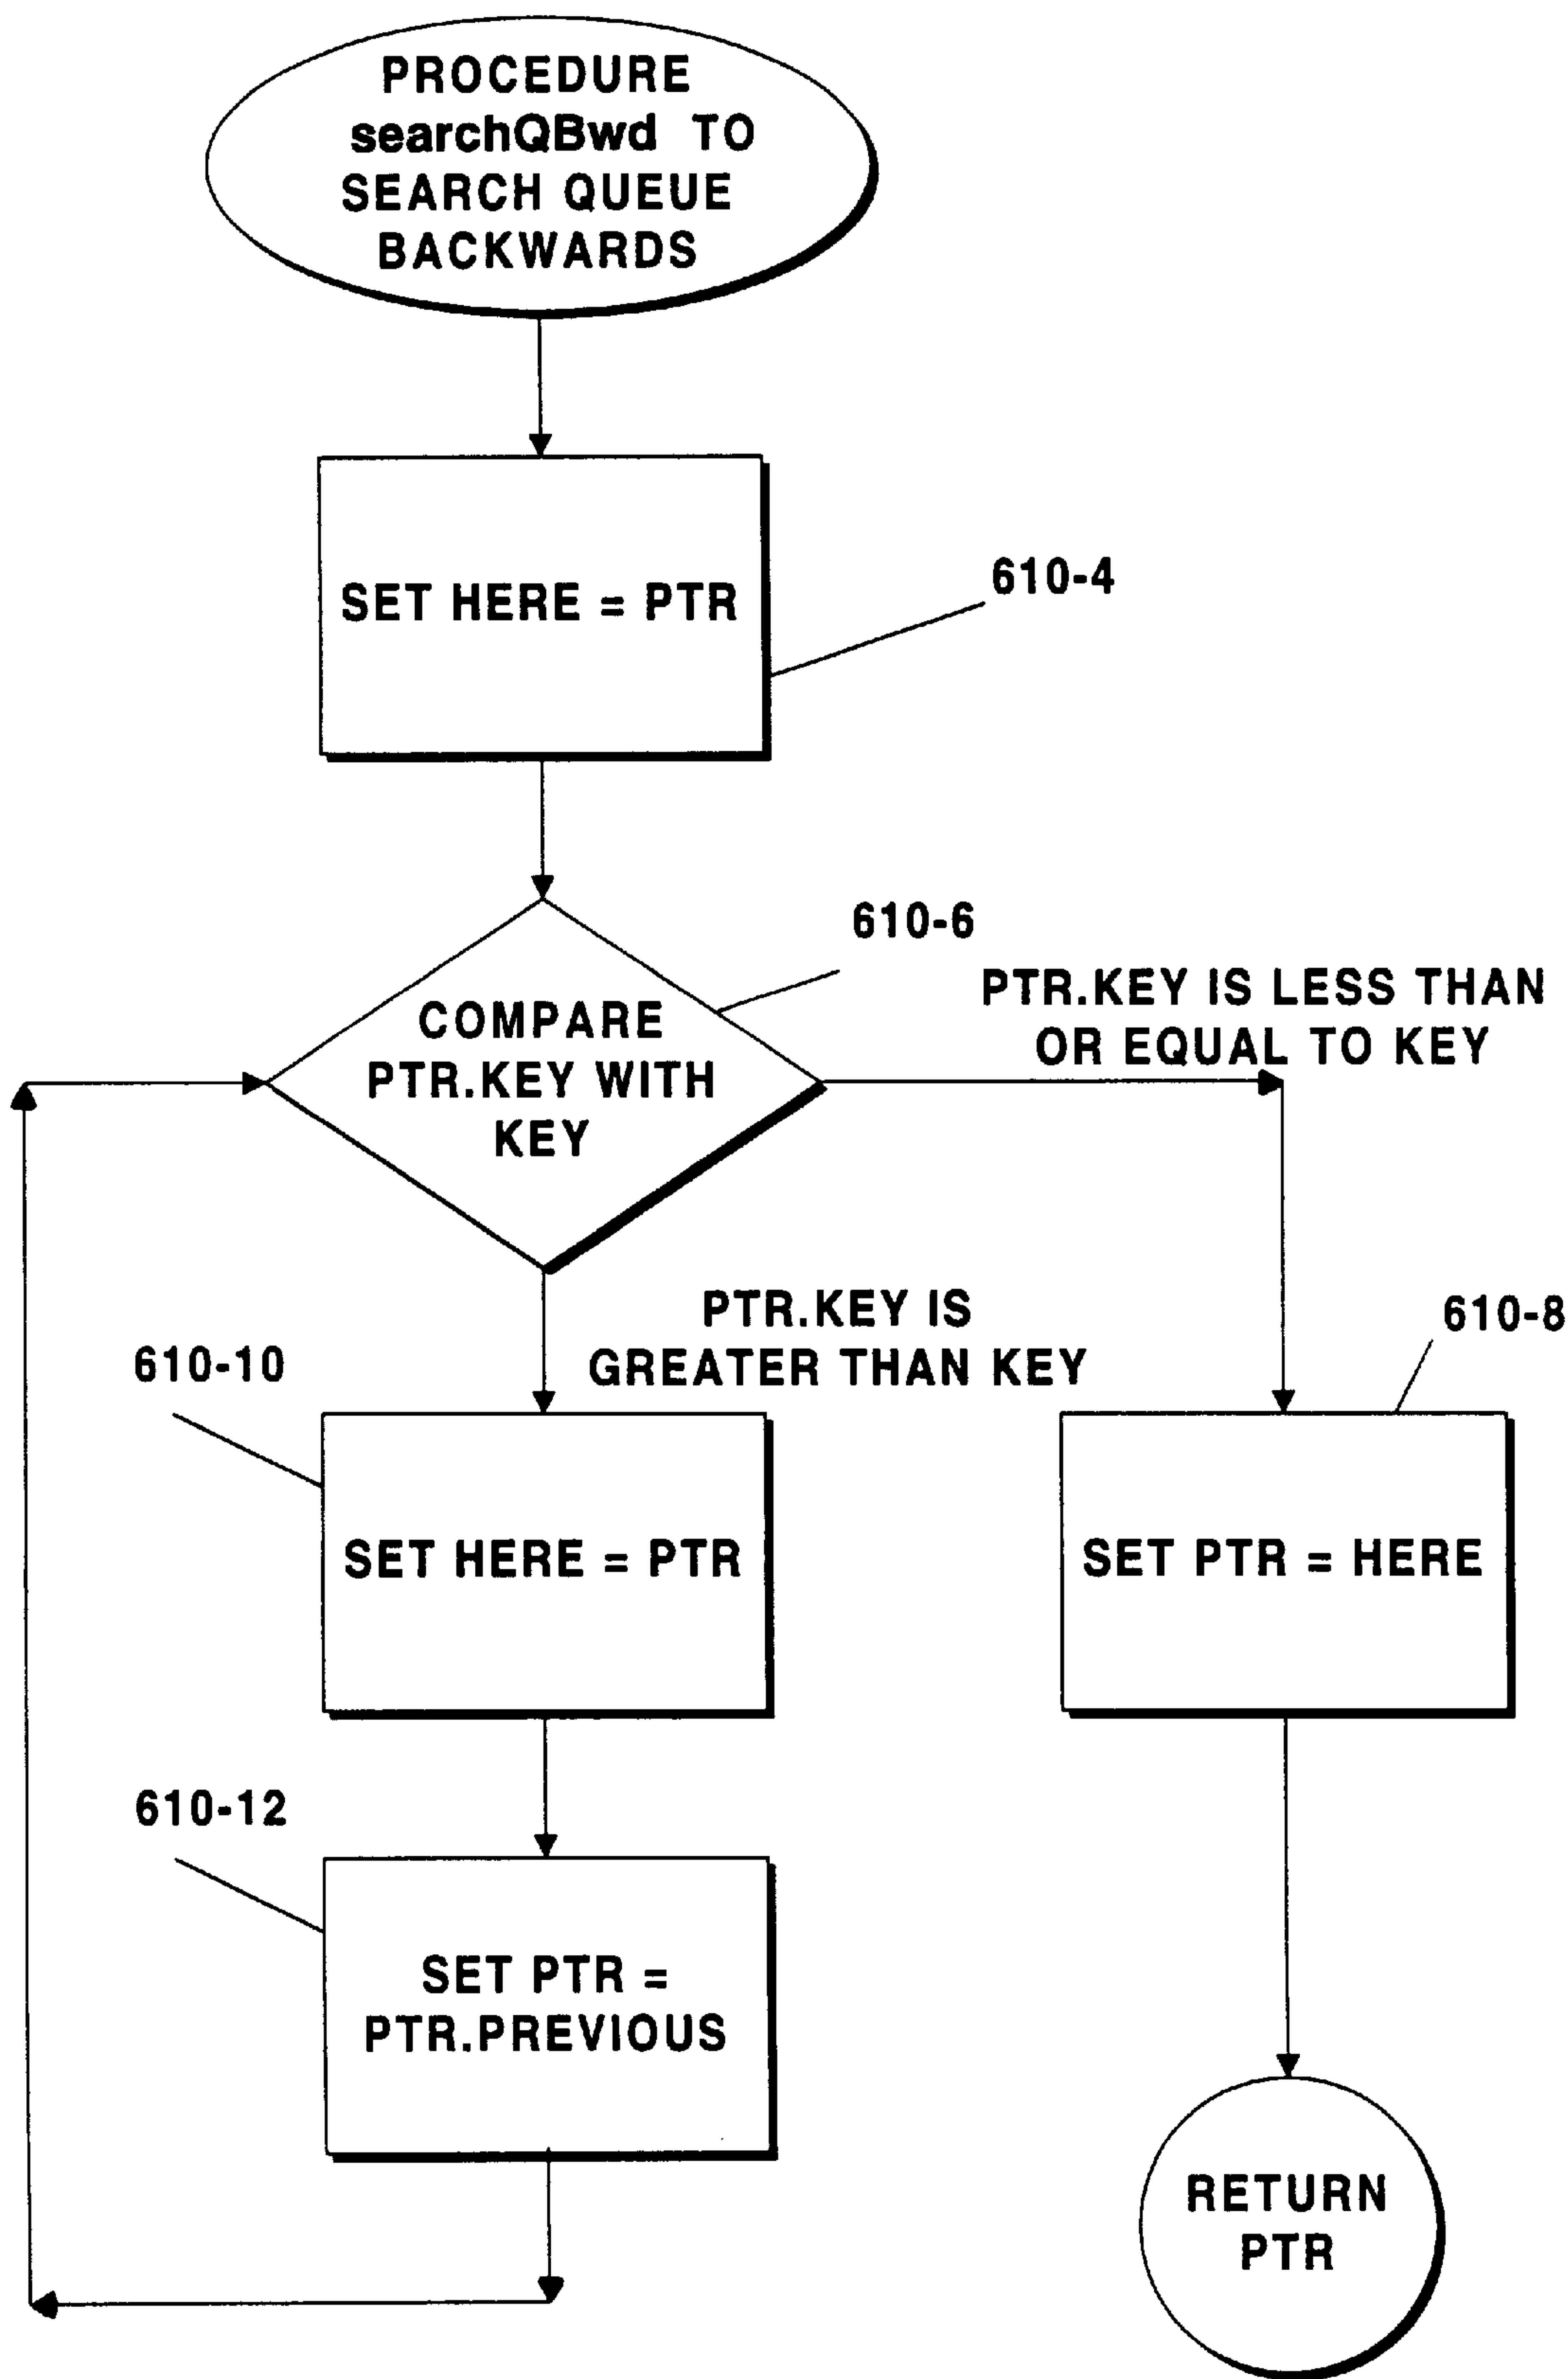 PROCEDURE
searchQBwd TO
SEARCH QUEUE
BACKWARDS
SET HERE = PTR
610-4
610-6
COMPARE
PTR.KEY WITH
KEY
PTR.KEY IS LESS THAN
OR EQUAL TO KEY
PTR.KEY IS
GREATER THAN KEY
610-10
610-8
SET HERE = PTR
SET PTR = HERE
610-12
SET PTR =
PTR.PREVIOUS
RETURN
PTR